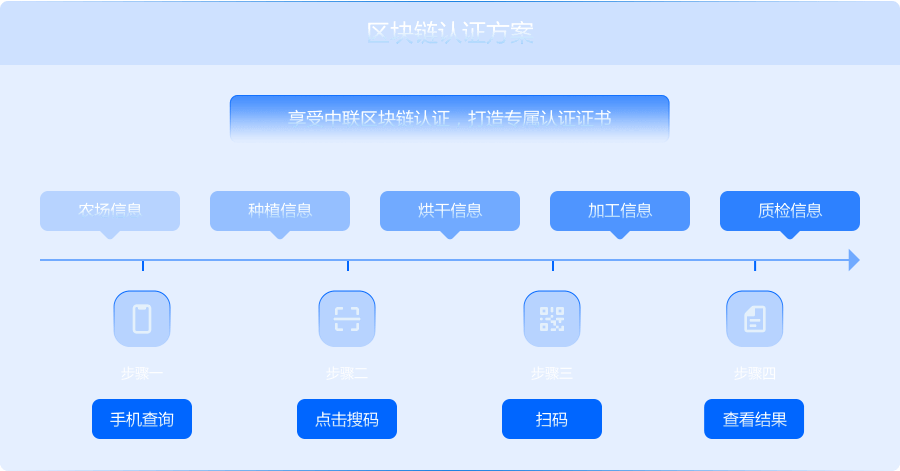 区块链认证方案
享受中联区块链认证，打造专属认证证书
农场信息
种植信息
烘干信息
加工信息
质检信息
步骤一
步骤二
步骤三
步骤四
手机查询
点击搜码
扫码
查看结果